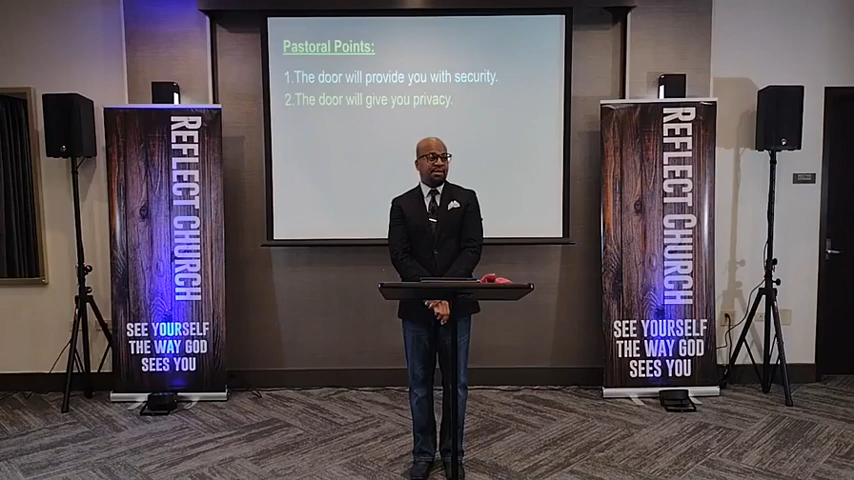 Pastoral Points:
1.The door will provide you with security.
2.The door will give you privacy.
REFLECT CHURCH
SEE YOURSELF
THE WAY GOD
SEES YOU
REFLECT CHURCH
SEE YOURSELF
THE WAY GOD
SEES YOU